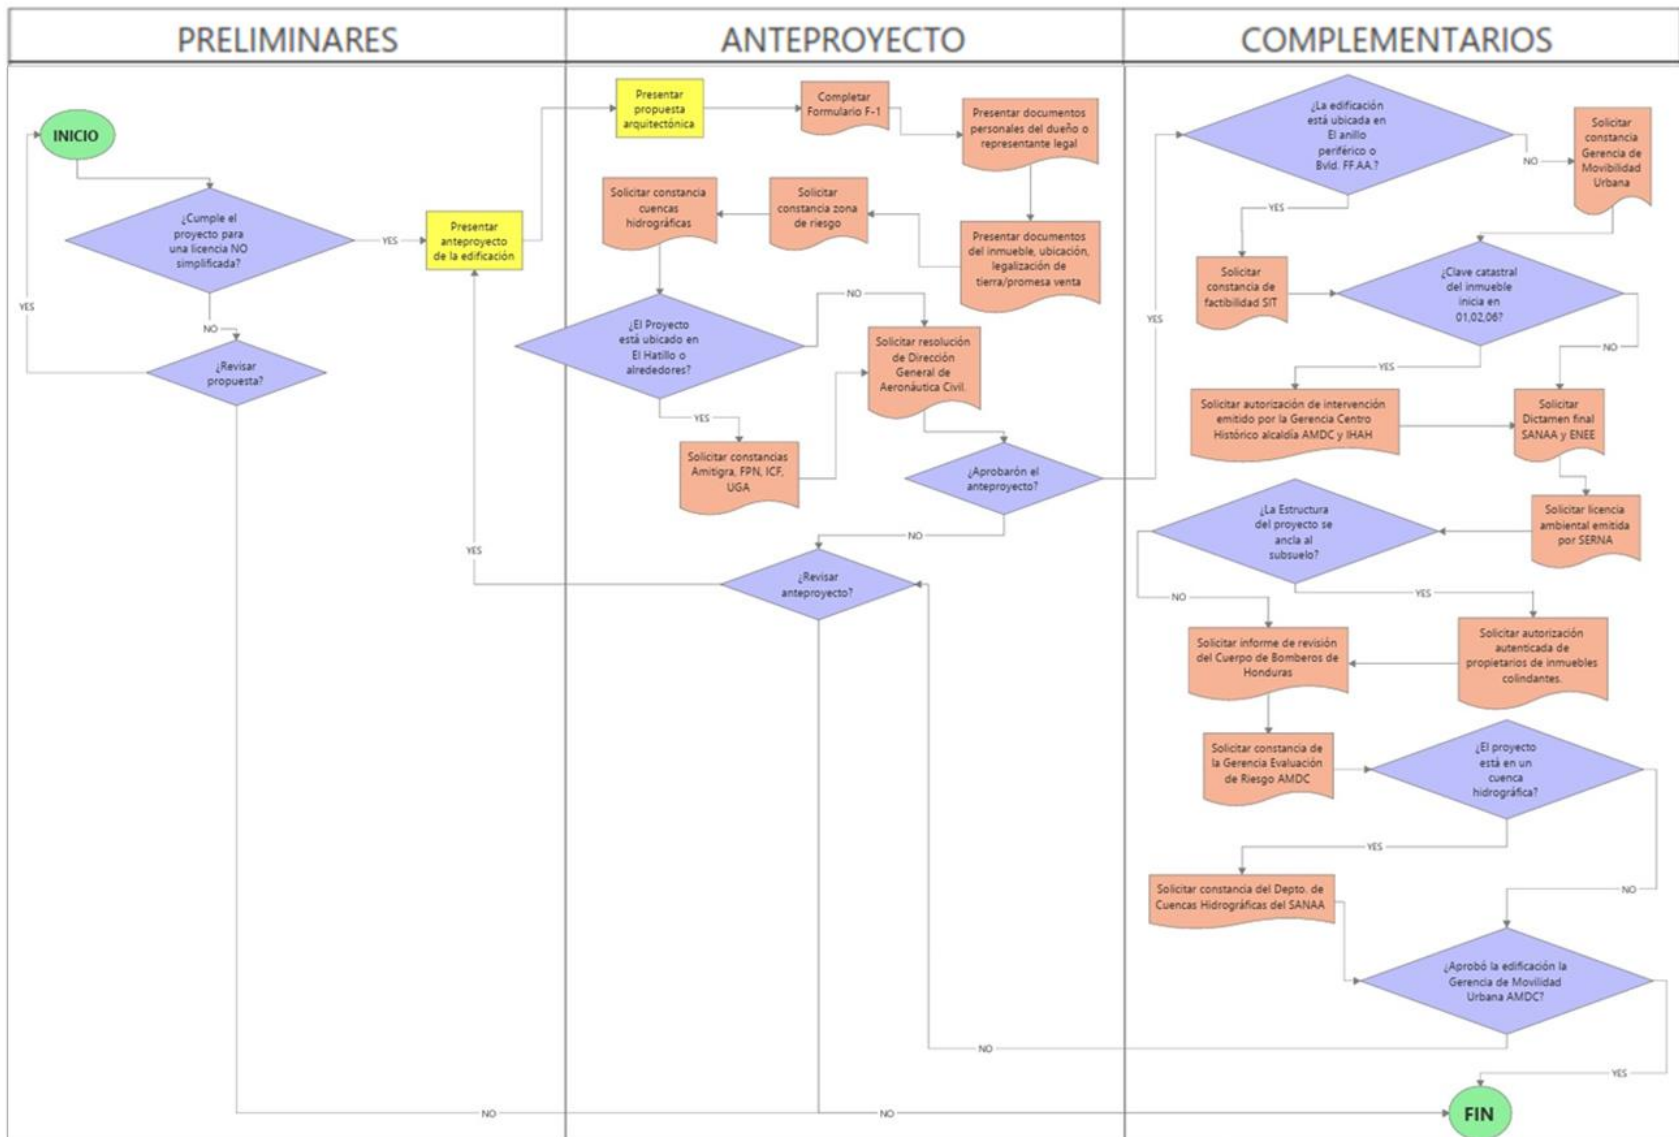 PRELIMINARES
ANTEPROYECTO
COMPLEMENTARIOS
INICIO
¿Cumple el
proyecto para
una licencia NO
simplificada?
YES
NO
YES
¿Revisar
propuesta?
Presentar
anteproyecto
de la edificación
YES
NO
Presentar
propuesta
arquitectónica
Completar
Formulario F-1
Presentar documentos
personales del dueño o
representante legal
Presentar documentos
del inmueble, ubicación,
legalización de
tierra/promesa venta
Solicitar
constancia zona
de riesgo
Solicitar constancia
cuencas
hidrográficas
¿El Proyecto
está ubicado en
El Hatillo o
alrededores?
NO
YES
Solicitar constancias
Amitigra, FPN, ICF,
UGA
Solicitar resolución
de Dirección
General de
Aeronáutica Civil.
¿Aprobarón el
anteproyecto?
YES
NO
¿Revisar
anteproyecto?
NO
NO
¿La edificación
está ubicada en
El anillo
periférico o
Bvld. FF.AA.?
NO
Solicitar
constancia
Gerencia de
Movibilidad
Urbana
YES
Solicitar
constancia de
factibilidad SIT
¿Clave catastral
del inmueble
inicia en
01,02,06?
NO
YES
Solicitar autorización de intervención
emitido por la Gerencia Centro
Histórico alcaldía AMDC y IHAH
Solicitar
Dictamen final
SANAA y ENEE
Solicitar licencia
ambiental emitida
por SERNA
¿La Estructura
del proyecto se
ancla al
subsuelo?
NO
YES
Solicitar informe de revisión
del Cuerpo de Bomberos de
Honduras
Solicitar autorización
autenticada de
propietarios de inmuebles
colindantes.
Solicitar constancia de
la Gerencia Evaluación
de Riesgo AMDC
¿El proyecto
está en un
cuenca
hidrográfica?
YES
NO
Solicitar constancia del Depto. de
Cuencas Hidrográficas del SANAA
¿Aprobó la edificación la
Gerencia de Movilidad
Urbana AMDC?
YES
FIN